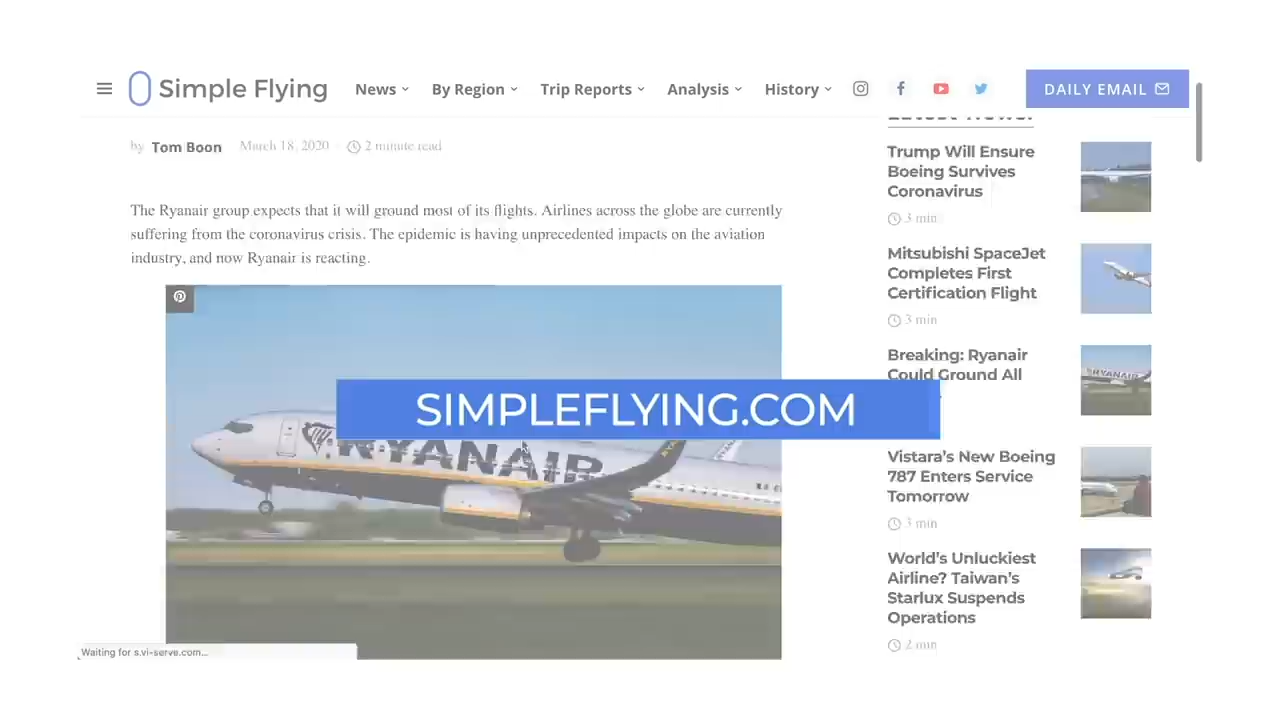 Simple Flying
News
By Region
Trip Reports
Analysis
History
DAILY EMAIL
by Tom Boon March 18, 2020 2 minute read
The Ryanair group expects that it will ground most of its flights. Airlines across the globe are currently
suffering from the coronavirus crisis. The epidemic is having unprecedented impacts on the aviation
industry, and now Ryanair is reacting.
SIMPLEFLYING.COM
RYANAIR
Waiting for s.vi-serve.com...
Latest News:
Trump Will Ensure
Boeing Survives
Coronavirus
3 min
Mitsubishi SpaceJet
Completes First
Certification Flight
3 min
Breaking: Ryanair
Could Ground All
Vistara's New Boeing
787 Enters Service
Tomorrow
3 min
World's Unluckiest
Airline? Taiwan's
Starlux Suspends
Operations
2 min